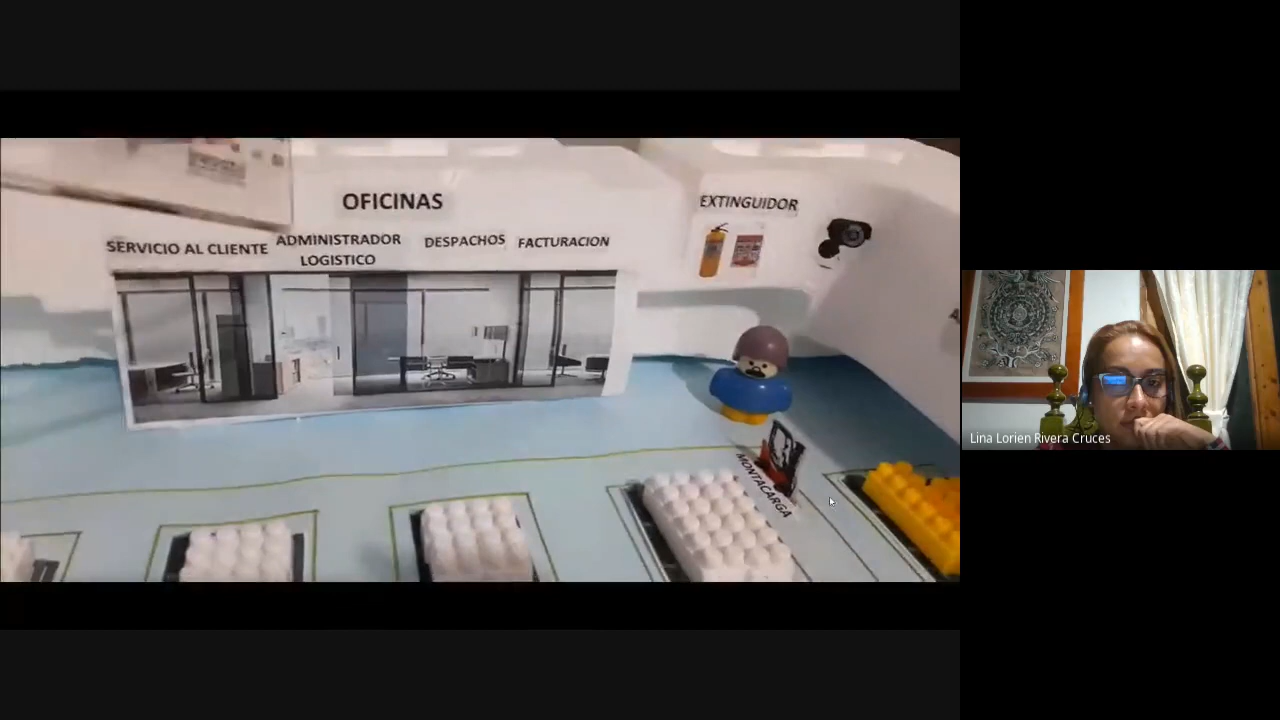 OFICINAS
EXTINGUIDOR
SERVICIO AL CLIENTE
ADMINISTRADOR
LOGISTICO
DESPACHOS
FACTURACION
MONTACARGA
Lina Lorien Rivera Cruces